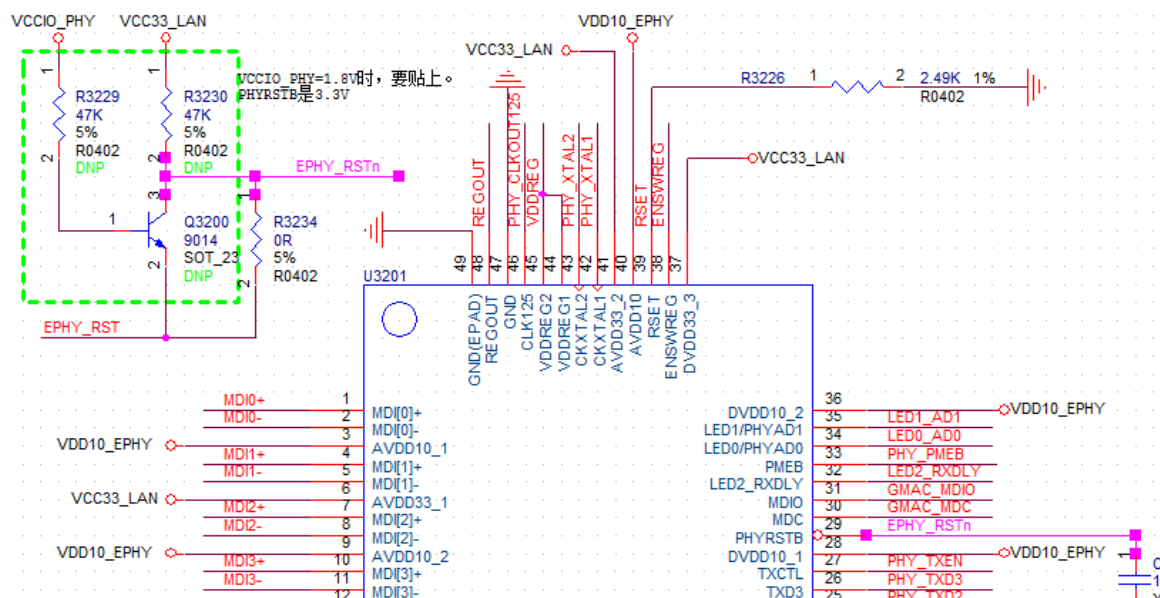 VCCIO_PHY
VCC33_LAN
VDD10_EPHY
VCC33_LAN
VCCIO_PHY=1.8V时，要贴上。
PHYRSTB是3.3V
1
R3229
47K
5%
R0402
DNP
2
1
R3230
47K
5%
R0402
DNP
2
R3226
1
2
2.49K
1%
R0402
EPHY_RSTn
VCC33_LAN
3
1
Q3200
9014
SOT_23
DNP
2
1
R3234
0R
5%
R0402
2
EPHY_RST
REGOUT
PHY_CLKOUT125
VDDREG
PHY_XTAL2
PHY_XTAL1
RSET
ENSWREG
U3201
49
48
47
46
45
44
43
42
41
40
39
38
37
GND(EPAD)
REGOUT
GND
CLK125
VDDREG2
VDDREG1
CKXTAL2
CKXTAL1
AVDD33_2
AVDD10
RSET
ENSWREG
DVDD33_3
MDI0+
1
MDI[0]+
MDI0-
2
MDI[0]-
VDD10_EPHY
3
AVDD10_1
MDI1+
4
MDI[1]+
MDI1-
5
MDI[1]-
VCC33_LAN
6
AVDD33_1
MDI2+
7
MDI[2]+
MDI2-
8
MDI[2]-
VDD10_EPHY
9
AVDD10_2
MDI3+
10
MDI[3]+
MDI3-
11
MDI[3]-
12
DVDD10_2
36
VDD10_EPHY
LED1/PHYAD1
35
LED1_AD1
LED0/PHYAD0
34
LED0_AD0
PMEB
33
PHY_PMEB
LED2_RXDLY
32
LED2_RXDLY
MDIO
31
GMAC_MDIO
MDC
30
GMAC_MDC
PHYRSTB
29
EPHY_RSTn
DVDD10_1
28
VDD10_EPHY
TXCTL
27
PHY_TXEN
TXD3
26
PHY_TXD3
25
PHY_TXD2
1